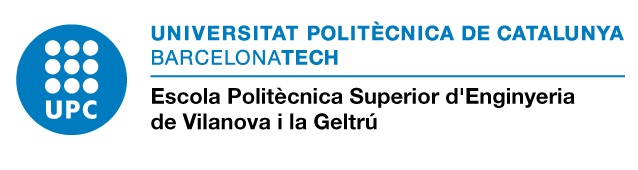 UPC
UNIVERSITAT POLITÈCNICA DE CATALUNYA
BARCELONATECH
Escola Politècnica Superior d'Enginyeria
de Vilanova i la Geltrú